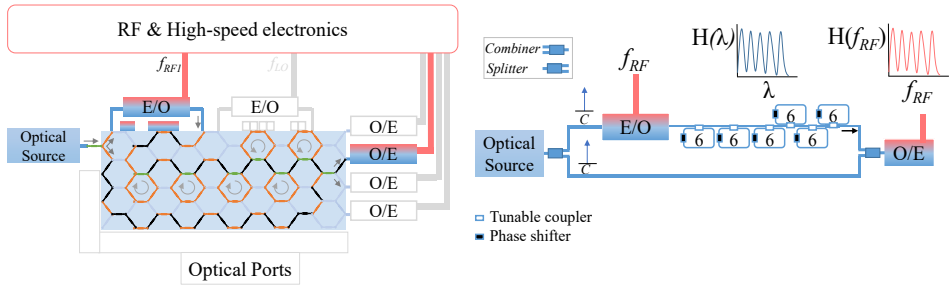 RF & High-speed electronics
f_RF1
f_LO
E/O
E/O
Optical
Source
O/E
O/E
O/E
O/E
Optical Ports
Combiner
Splitter
f_RF
H(λ)
λ
H(f_RF)
f_RF
C
E/O
6
6
6
6
6
6
Optical
Source
C
O/E
Tunable coupler
Phase shifter